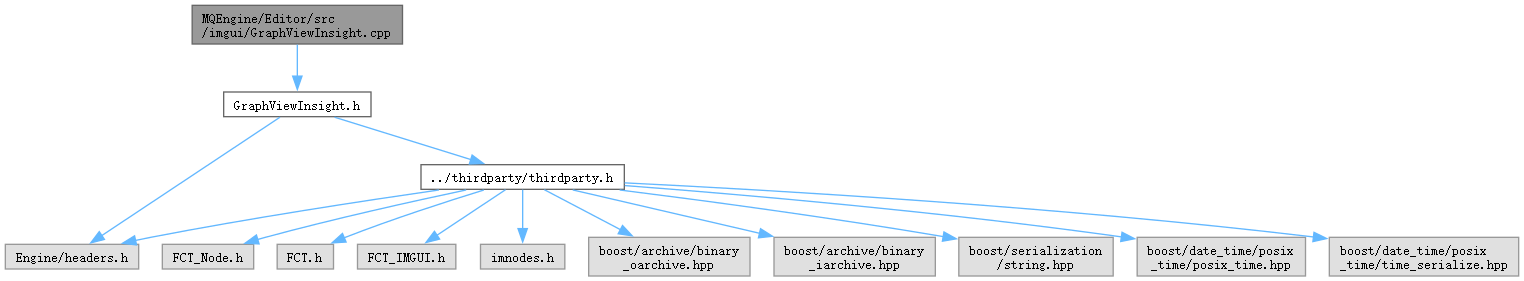 MQEngine/Editor/src
/imgui/GraphViewInsight.cpp
GraphViewInsight.h
../thirdparty/thirdparty.h
Engine/headers.h
FCT_Node.h
FCT.h
FCT_IMGUI.h
imnodes.h
boost/archive/binary
_oarchive.hpp
boost/archive/binary
_iarchive.hpp
boost/serialization
/string.hpp
boost/date_time/posix
_time/posix_time.hpp
boost/date_time/posix
_time/time_serialize.hpp